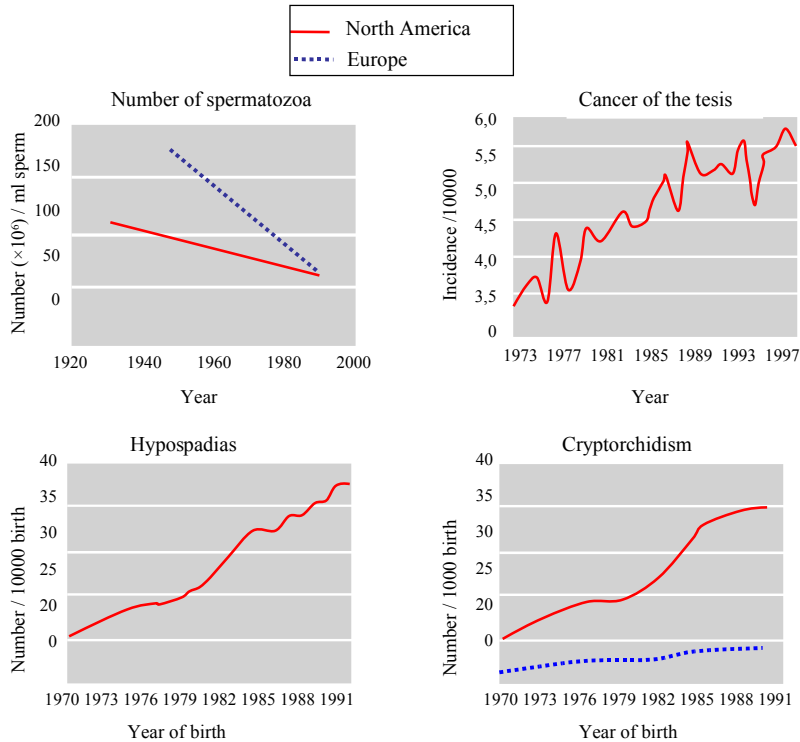 North America
Europe
Number of spermatozoa
200
150
100
50
0
Number (×10⁶) / ml sperm
1920 1940 1960 1980 2000
Year
Cancer of the tesis
6,0
5.5
5.0
4.5
4.0
3,5
0
Incidence /10000
1973 1977 1981 1985 1989 1993 1997
Year
Hypospadias
40
35
30
25
20
0
Number / 10000 birth
1970 1973 1976 1979 1982 1985 1988 1991
Year of birth
Cryptorchidism
40
35
30
25
20
0
Number / 1000 birth
1970 1973 1976 1979 1982 1985 1988 1991
Year of birth